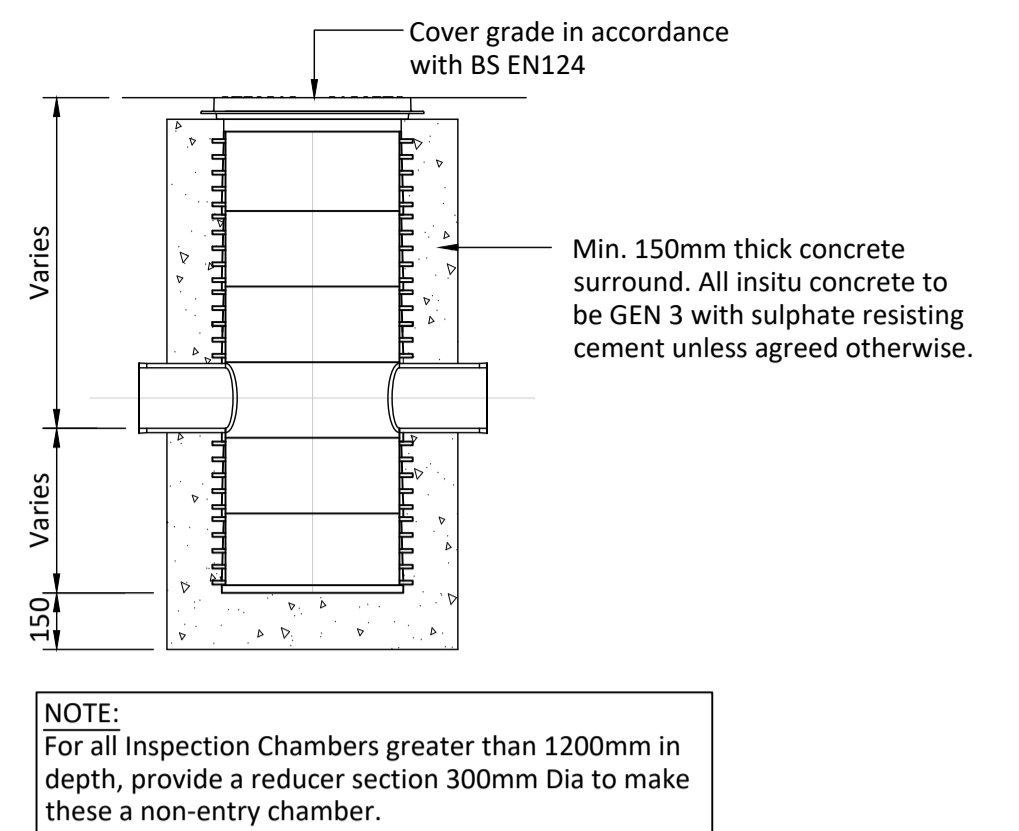 Cover grade in accordance
with BS EN124
Varies
Min. 150mm thick concrete
surround. All insitu concrete to
be GEN 3 with sulphate resisting
cement unless agreed otherwise.
Varies
150
NOTE:
For all Inspection Chambers greater than 1200mm in
depth, provide a reducer section 300mm Dia to make
these a non-entry chamber.